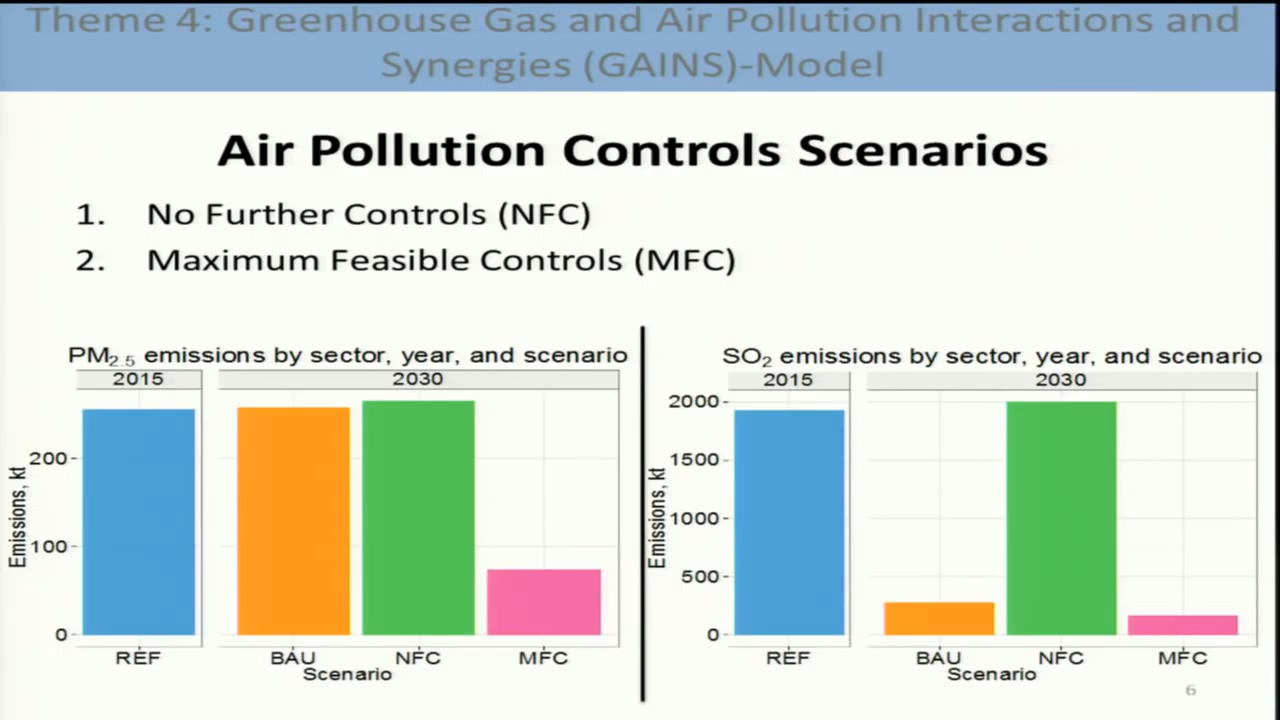 Theme 4: Greenhouse Gas and Air Pollution Interactions and
Synergies (GAINS)-Model
Air Pollution Controls Scenarios
1. No Further Controls (NFC)
2. Maximum Feasible Controls (MFC)
PM2.5 emissions by sector, year, and scenario
2015
2030
Emissions, kt
200
100
0
REF
BAU
NFC
MFC
Scenario
SO2 emissions by sector, year, and scenario
2015
2030
Emissions, kt
2000
1500
1000
500
0
REF
BAU
NFC
MFC
Scenario
6